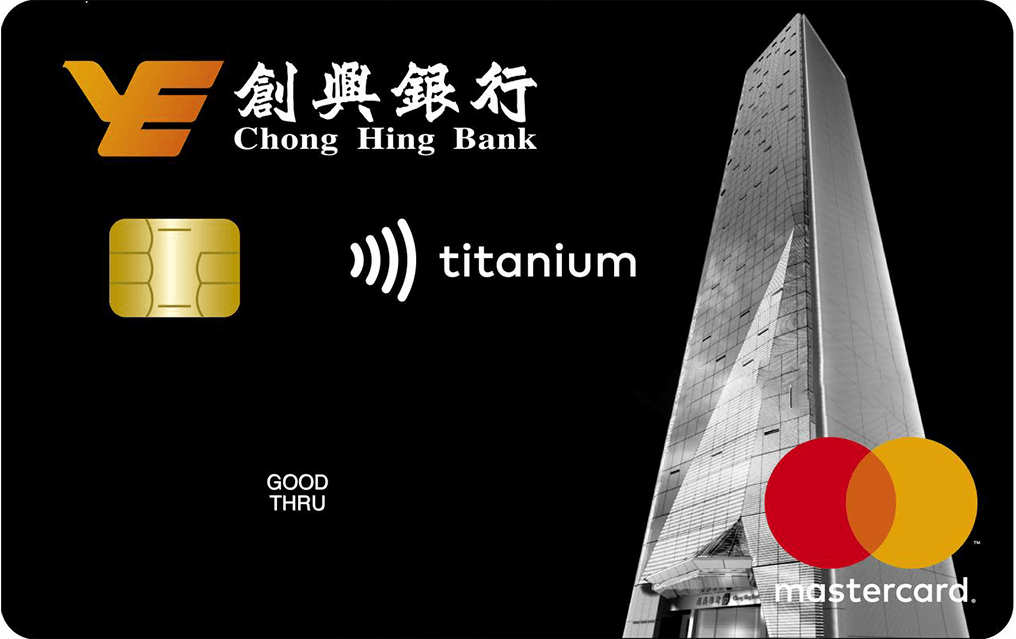 創興銀行
Chong Hing Bank
titanium
GOOD
THRU
mastercard